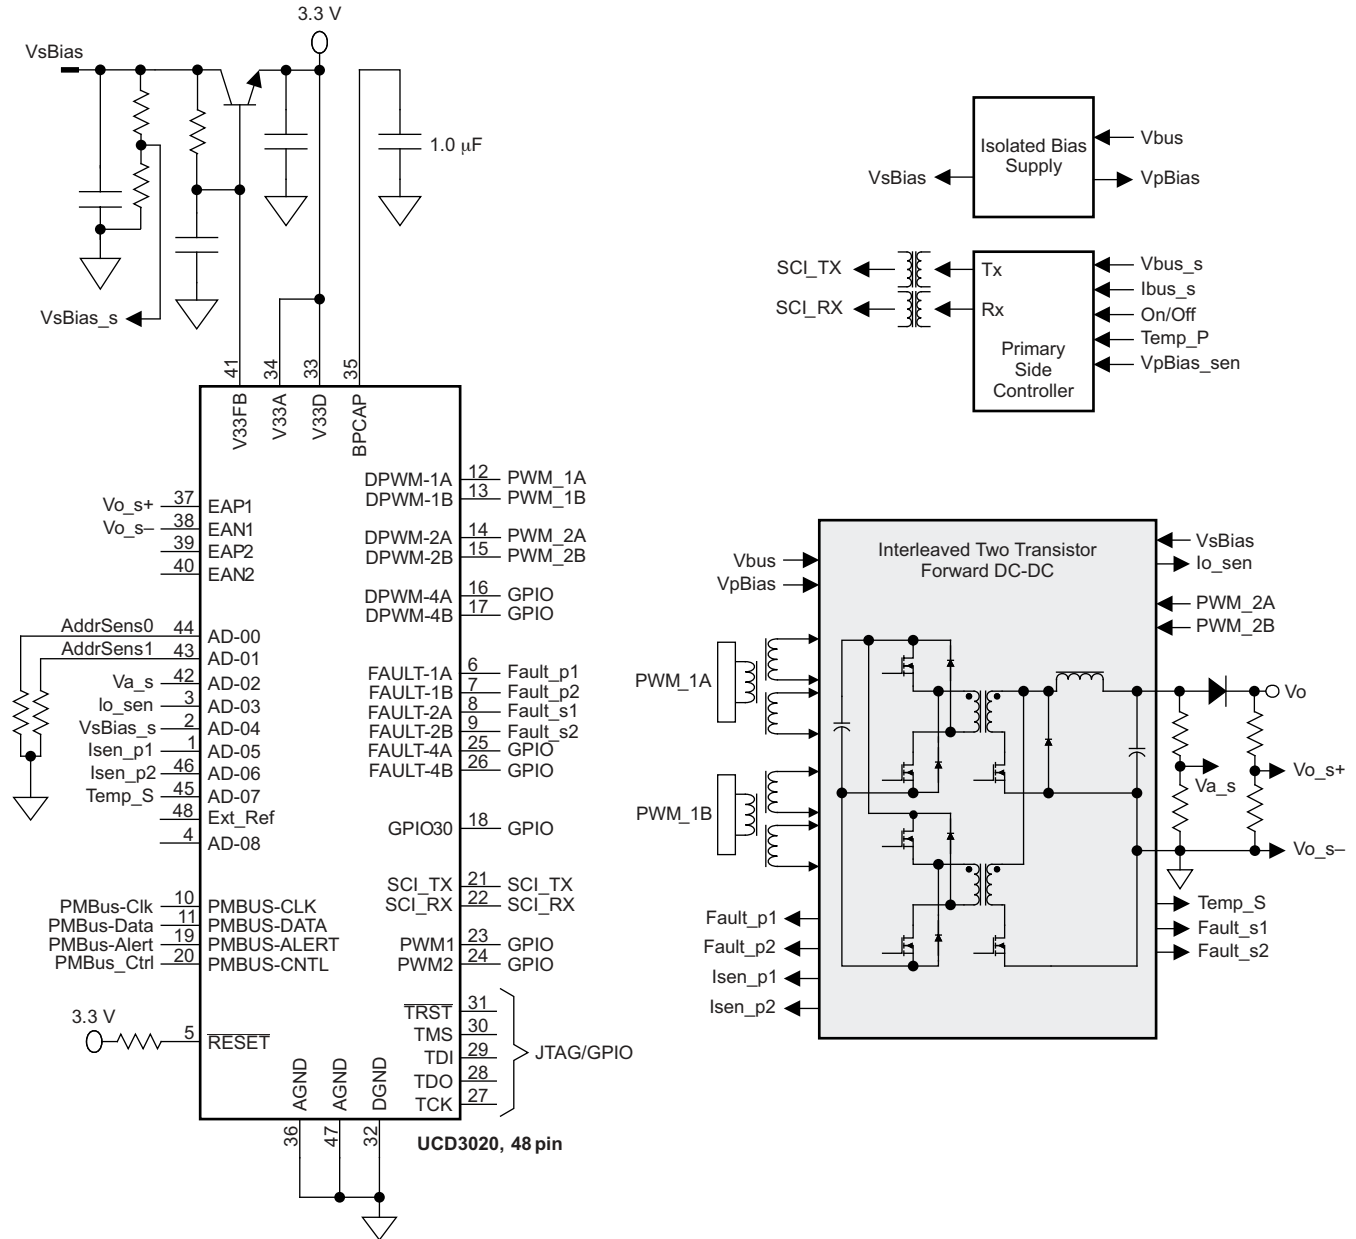 3.3 V
VsBias
1.0 μF
VsBias_s
41
34
33
35
V33FB
V33A
V33D
BPCAP
Vo_s+ 37 EAP1
Vo_s– 38 EAN1
39 EAP2
40 EAN2
AddrSens0 44 AD-00
AddrSens1 43 AD-01
Va_s 42 AD-02
Io_sen 3 AD-03
VsBias_s 2 AD-04
Isen_p1 1 AD-05
Isen_p2 46 AD-06
Temp_S 45 AD-07
48 Ext_Ref
4 AD-08
PMBus-Clk 10 PMBUS-CLK
PMBus-Data 11 PMBUS-DATA
PMBus-Alert 19 PMBUS-ALERT
PMBus_Ctrl 20 PMBUS-CNTL
3.3 V
5 RESET
DPWM-1A 12 PWM_1A
DPWM-1B 13 PWM_1B
DPWM-2A 14 PWM_2A
DPWM-2B 15 PWM_2B
DPWM-4A 16 GPIO
DPWM-4B 17 GPIO
FAULT-1A 6 Fault_p1
FAULT-1B 7 Fault_p2
FAULT-2A 8 Fault_s1
FAULT-2B 9 Fault_s2
FAULT-4A 25 GPIO
FAULT-4B 26 GPIO
GPIO30 18 GPIO
SCI_TX 21 SCI_TX
SCI_RX 22 SCI_RX
PWM1 23 GPIO
PWM2 24 GPIO
TRST 31
TMS 30
TDI 29
TDO 28
TCK 27
JTAG/GPIO
AGND
AGND
DGND
36
47
32
UCD3020, 48 pin
Isolated Bias
Supply
Vbus
VpBias
VsBias
SCI_TX
SCI_RX
Tx
Rx
Primary
Side
Controller
Vbus_s
Ibus_s
On/Off
Temp_P
VpBias_sen
Interleaved Two Transistor
Forward DC-DC
Vbus
VpBias
PWM_1A
PWM_1B
Fault_p1
Fault_p2
Isen_p1
Isen_p2
VsBias
Io_sen
PWM_2A
PWM_2B
Vo
Va_s
Vo_s+
Vo_s–
Temp_S
Fault_s1
Fault_s2